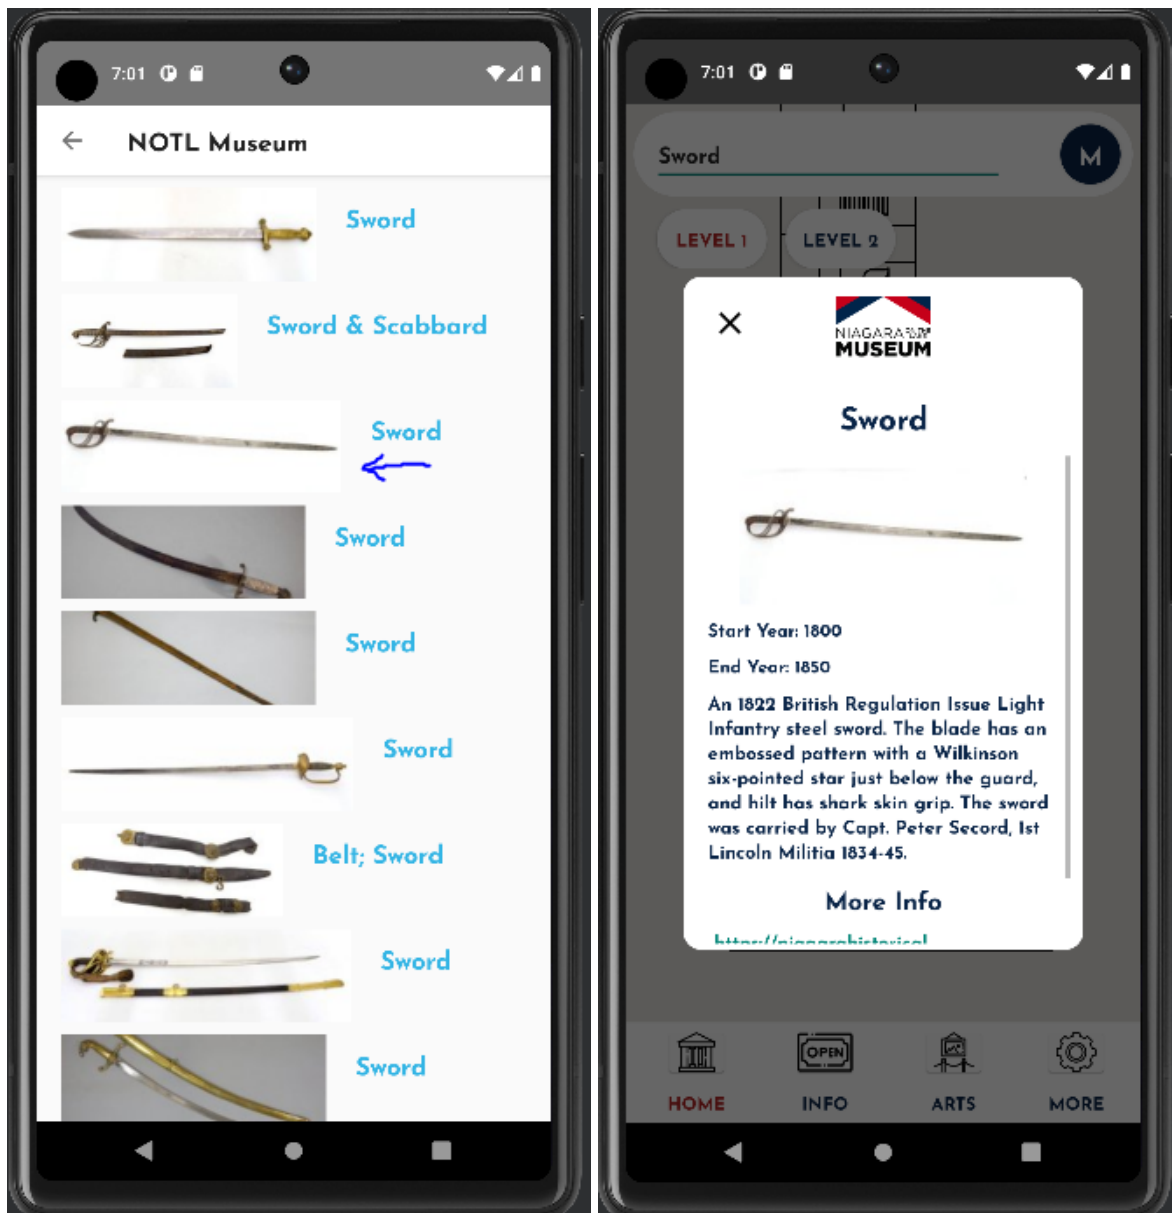 7:01
NOTL Museum
Sword
Sword & Scabbard
Sword
Sword
Sword
Sword
Belt; Sword
Sword
Sword
7:01
Sword
M
LEVEL 1
LEVEL 2
NIAGARA
MUSEUM
Sword
Start Year: 1800
End Year: 1850
An 1822 British Regulation Issue Light
Infantry steel sword. The blade has an
embossed pattern with a Wilkinson
six-pointed star just below the guard,
and hilt has shark skin grip. The sword
was carried by Capt. Peter Secord, 1st
Lincoln Militia 1834-45.
More Info
https://niagarahistorical
OPEN
HOME
INFO
ARTS
MORE